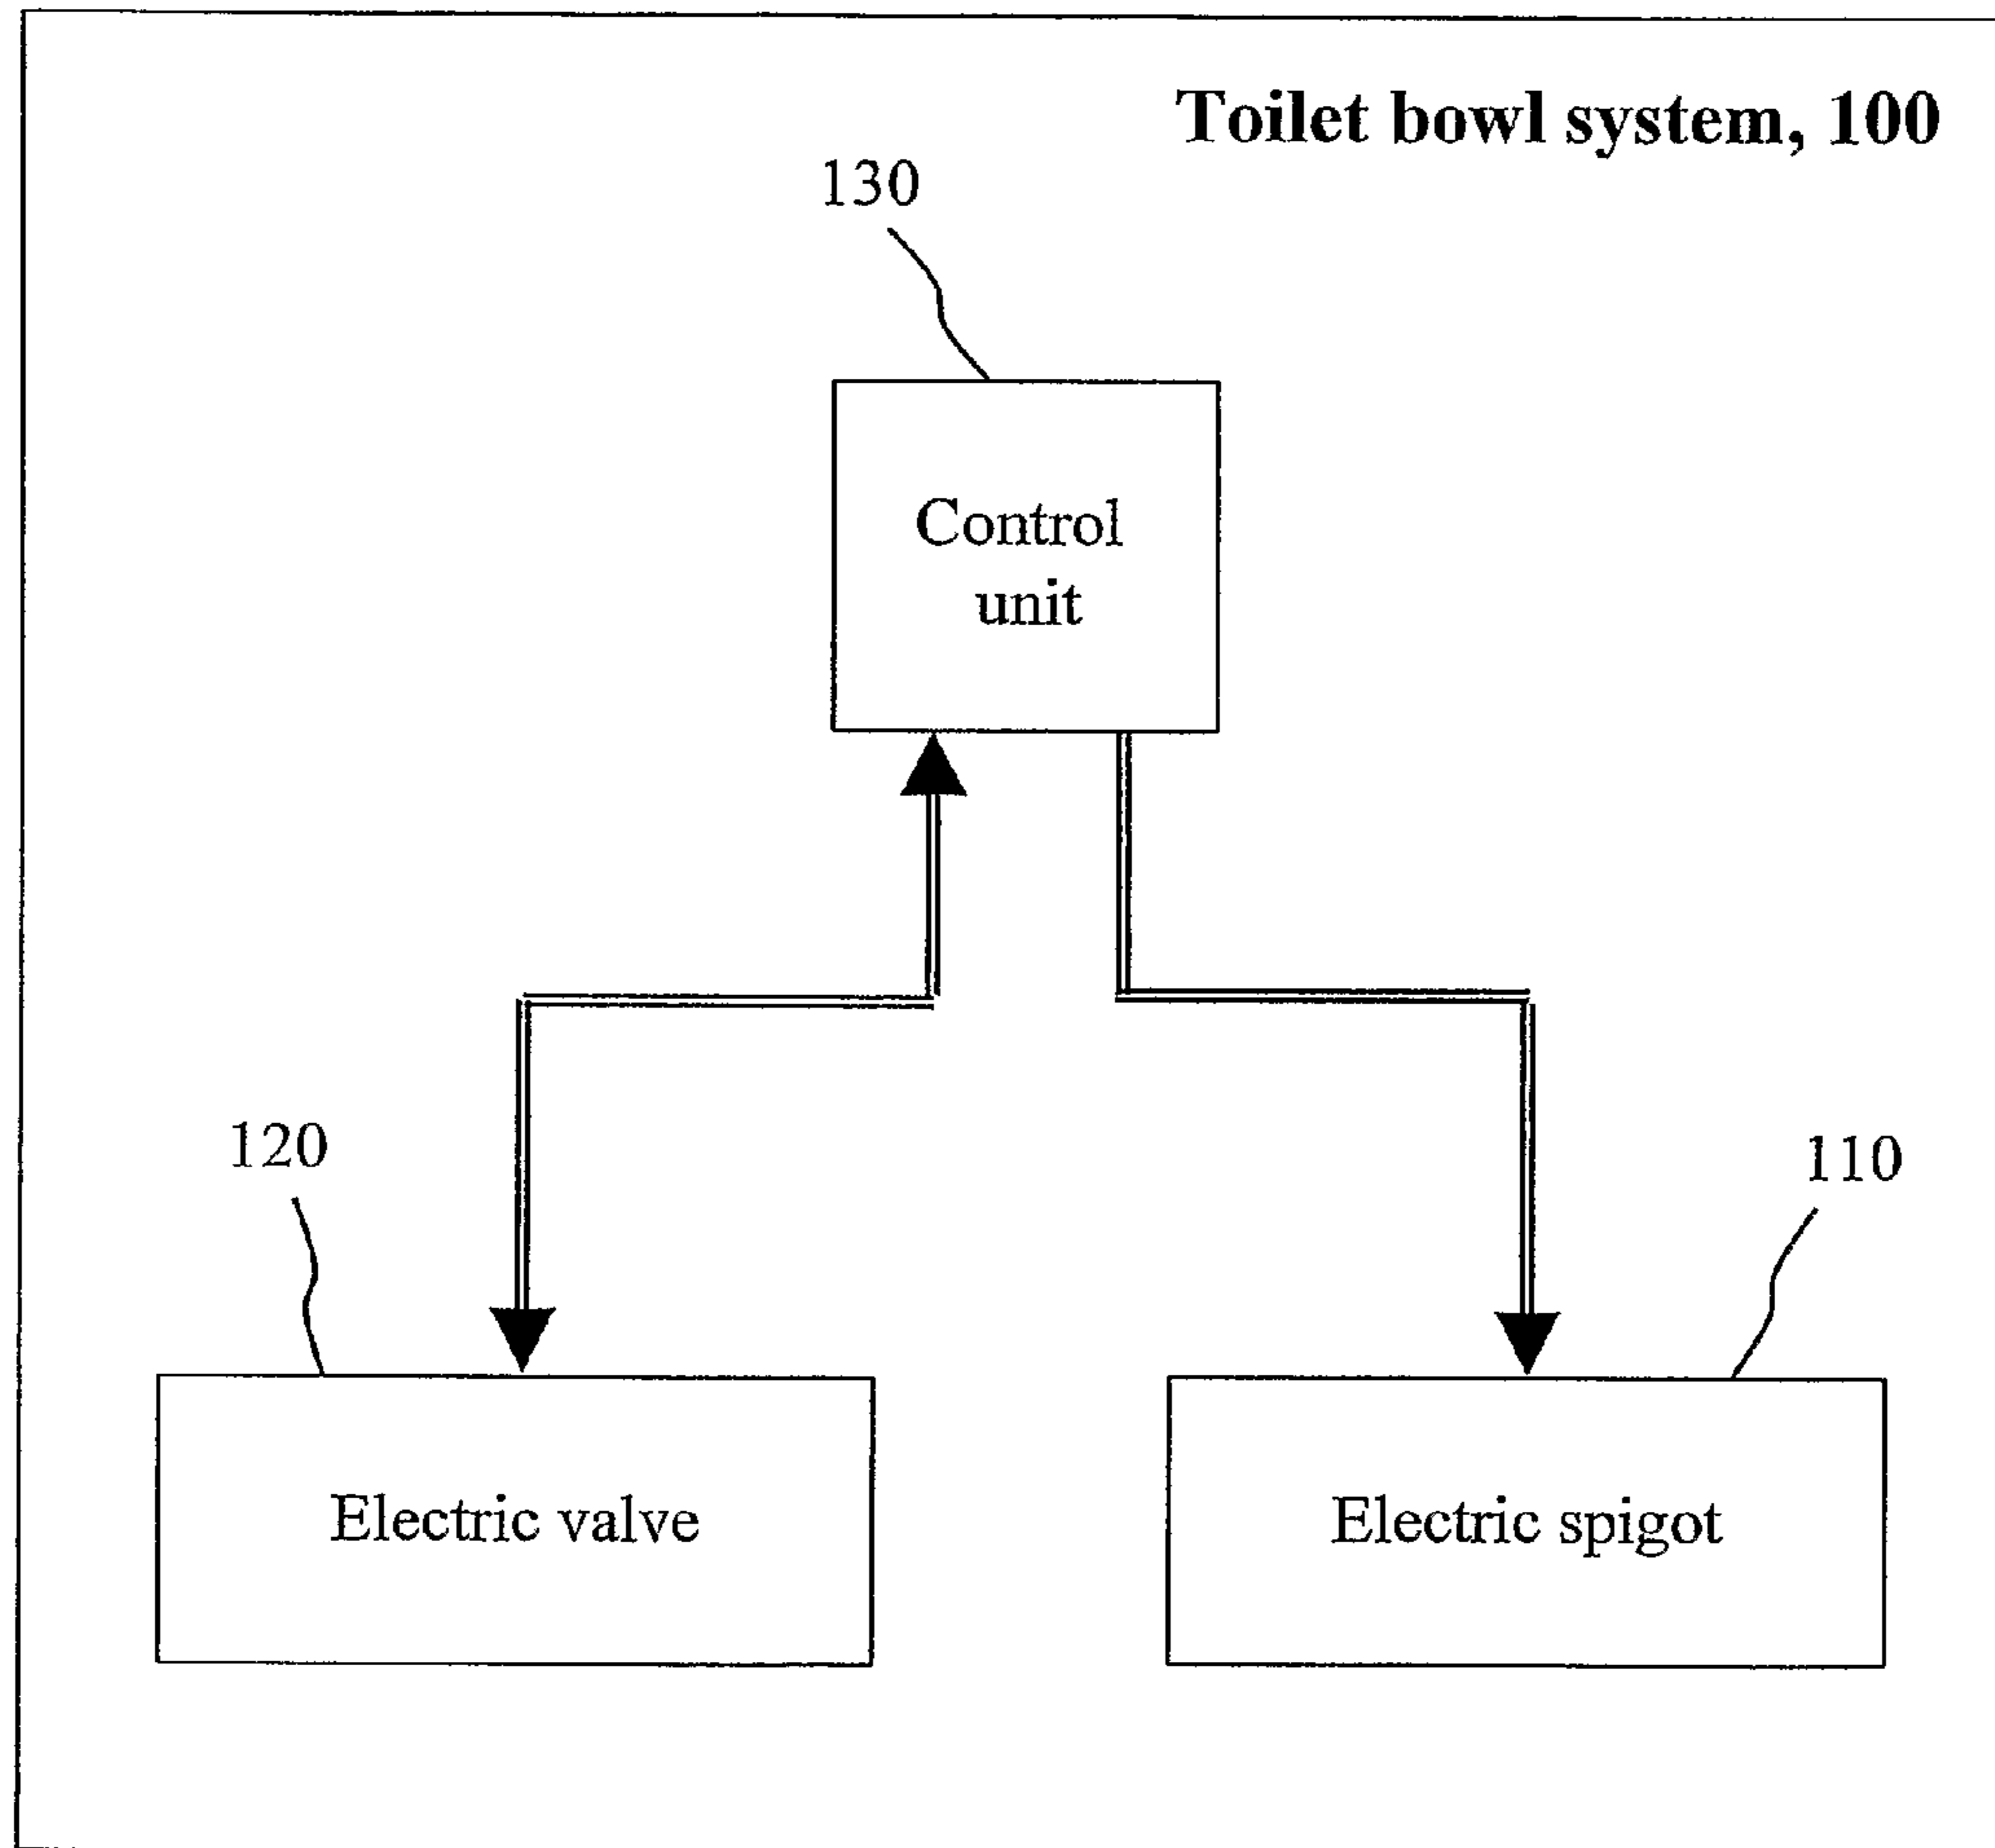 Toilet bowl system, 100
130
Control
unit
120
110
Electric valve
Electric spigot